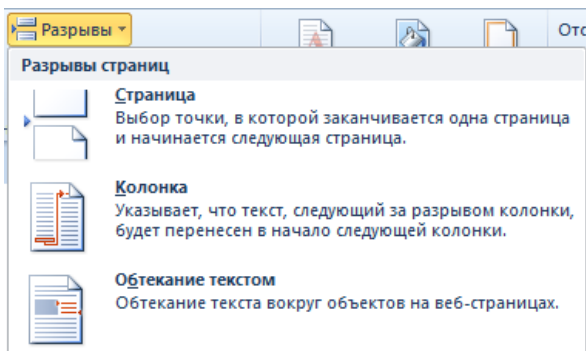 Разрывы
Отс
Разрывы страниц
Страница
Выбор точки, в которой заканчивается одна страница
и начинается следующая страница.
Колонка
Указывает, что текст, следующий за разрывом колонки,
будет перенесен в начало следующей колонки.
Обтекание текстом
Обтекание текста вокруг объектов на веб-страницах.